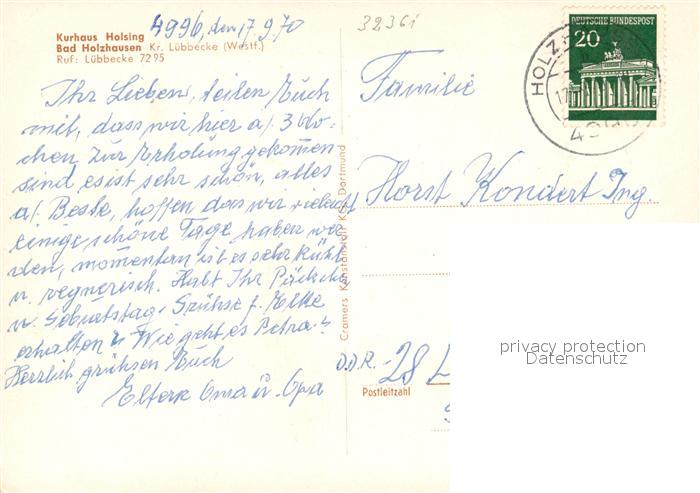 Kurhaus Holsing
Bad Holzhausen Kr. Lübbecke (Westf.)
Ruf: Lübbecke 7295
4996, den 17.9.70
32361
Ihr Lieben, teilen Euch
mit, dass wir hier a/. 3 Wo-
chen zur Erholung gekommen
sind es ist sehr schön, alles
a/. Beste, hoffen das wir vielleicht
einige schöne Tage haben wer
den, momentan ist es sehr kühl
u. regnerisch. Habt Ihr Päckchen
u. Geburtstag-Grüße f. Elke
erhalten? Wie geht es Petra?
Herzlich grüßen Euch
Eltern Oma u. Opa
Cramers Kunstanstalt KG., Dortmund
DEUTSCHE BUNDESPOST
20
HOLZ
Familie
Horst Kondert Ing.
D.D.R. - 28 L
Postleitzahl
privacy protection
Datenschutz